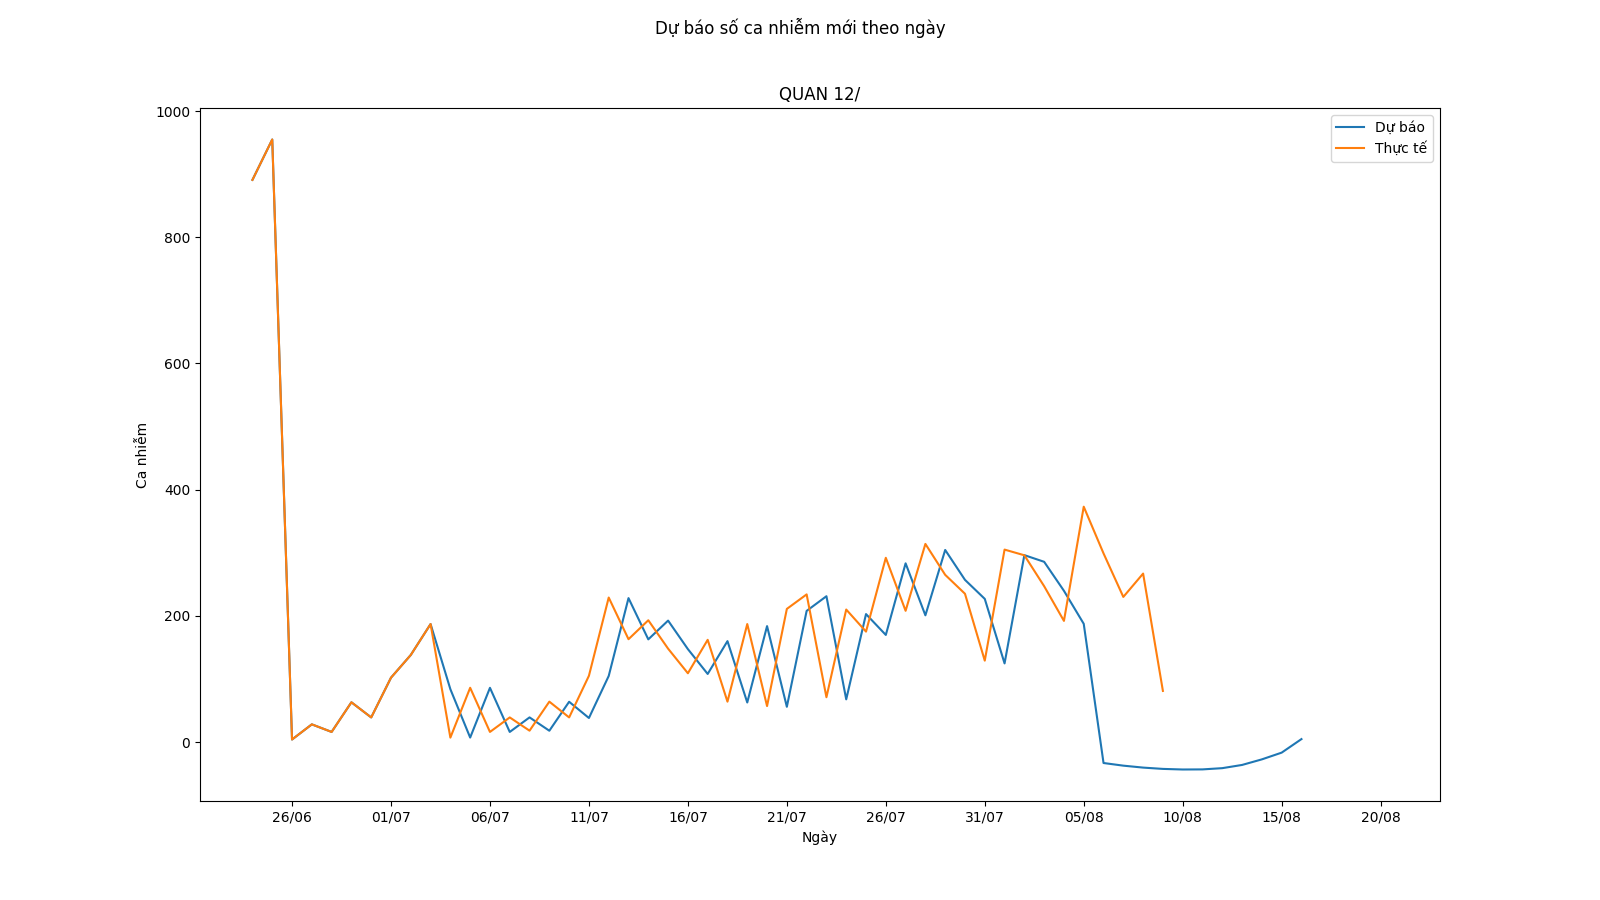 Dự báo số ca nhiễm mới theo ngày
QUAN 12/
Dự báo
Thực tế
Ca nhiễm
1000
800
600
400
200
0
26/06 01/07 06/07 11/07 16/07 21/07 26/07 31/07 05/08 10/08 15/08 20/08
Ngày